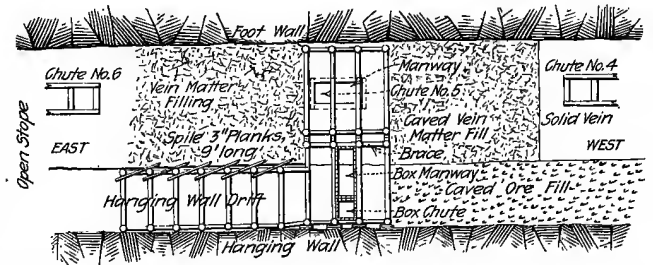 Foot Wall
Chute No.6
Manway
Chute No.5
Chute No.4
Vein Matter
Filling
Caved Vein
Matter Fill
Solid Vein
Open Stope
EAST
Spile 3" Planks,
9' long
WEST
Brace
Box Manway
Caved Ore Fill
Hanging Wall Drift
Box Chute
Hanging Wall